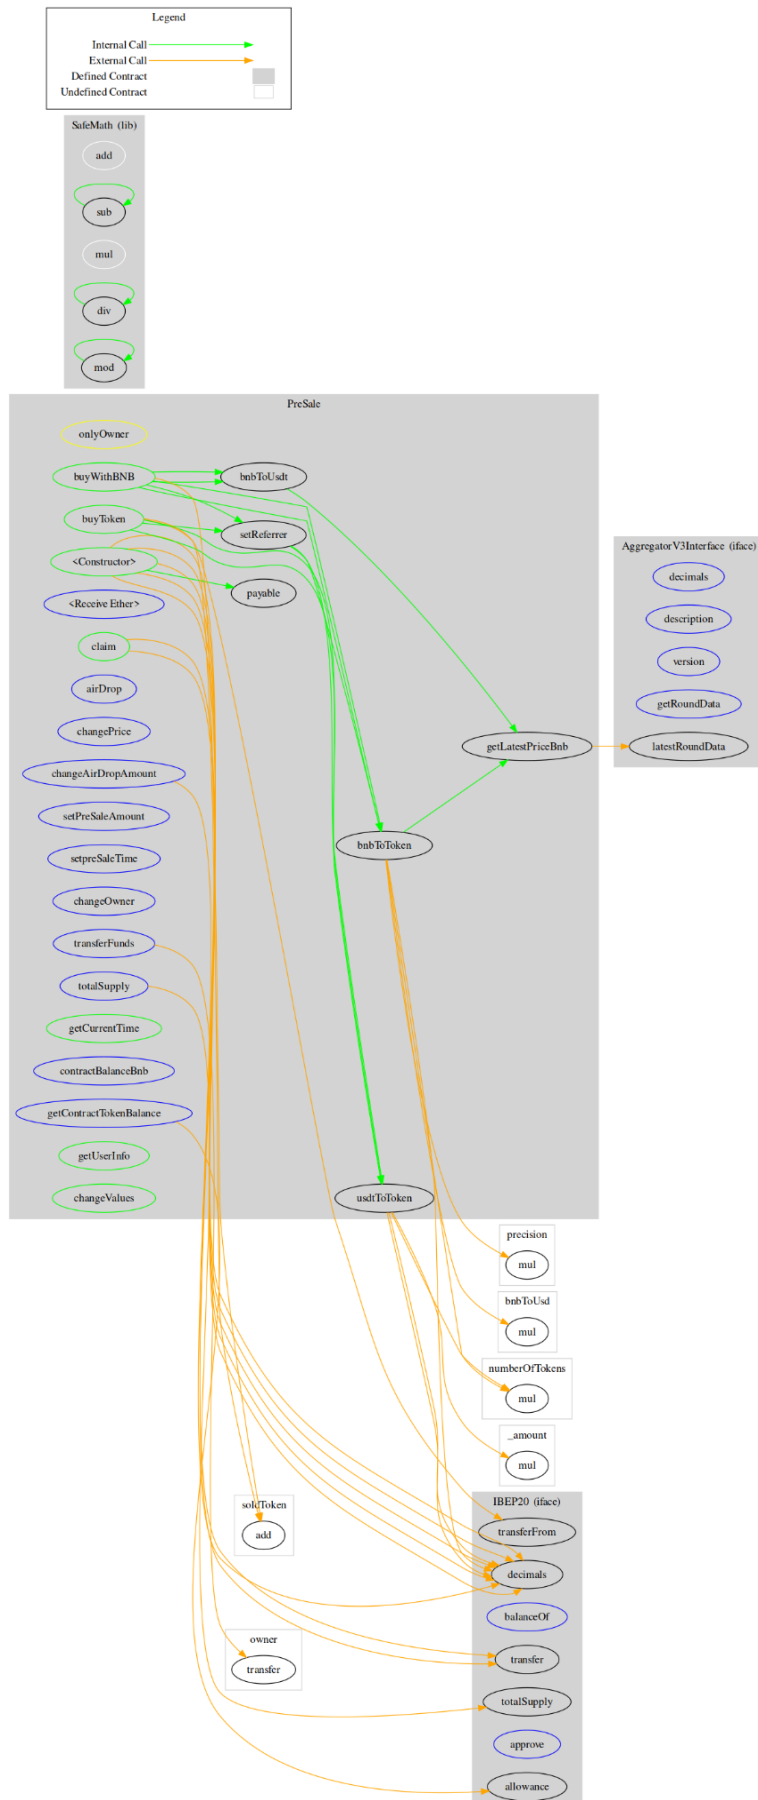 Legend
Internal Call
External Call
Defined Contract
Undefined Contract
SafeMath (lib)
add
sub
mul
div
mod
PreSale
onlyOwner
buyWithBNB
bnbToUsdt
buyToken
setReferrer
<Constructor>
payable
<Receive Ether>
claim
airDrop
changePrice
changeAirDropAmount
setPreSaleAmount
setpreSaleTime
changeOwner
transferFunds
totalSupply
getCurrentTime
contractBalanceBnb
getContractTokenBalance
getUserInfo
changeValues
getLatestPriceBnb
bnbToToken
usdtToToken
AggregatorV3Interface (iface)
decimals
description
version
getRoundData
latestRoundData
precision
mul
bnbToUsd
mul
numberOfTokens
mul
_amount
mul
soldToken
add
owner
transfer
IBEP20 (iface)
transferFrom
decimals
balanceOf
transfer
totalSupply
approve
allowance